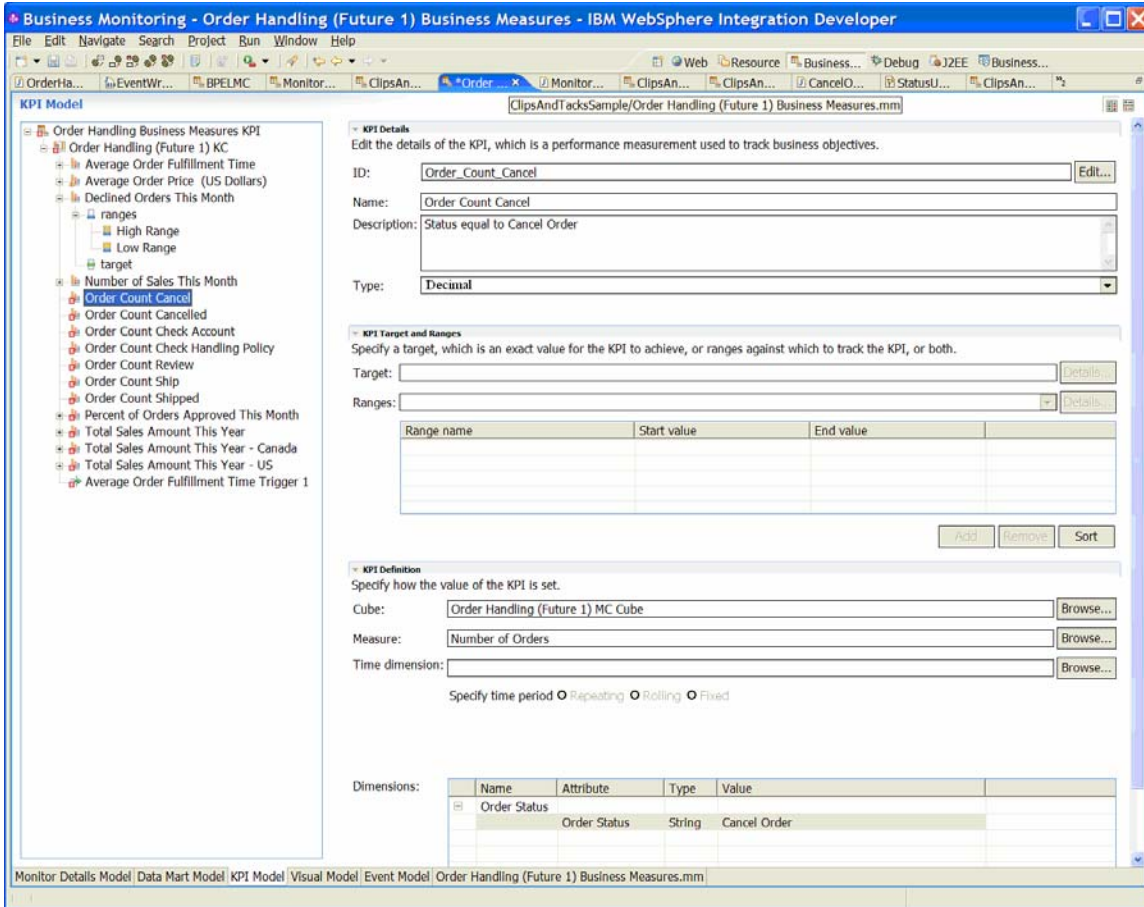 Business Monitoring - Order Handling (Future 1) Business Measures - IBM WebSphere Integration Developer
File Edit Navigate Search Project Run Window Help
Web Resource Business... Debug J2EE Business...
OrderHa... EventWr... BPELMC Monitor... ClipsAn... *Order ... X Monitor... ClipsAn... ClipsAn... CancelO... StatusU... ClipsAn... "2
KPI Model
ClipsAndTacksSample/Order Handling (Future 1) Business Measures.mm
Order Handling Business Measures KPI
Order Handling (Future 1) KC
Average Order Fulfillment Time
Average Order Price (US Dollars)
Declined Orders This Month
ranges
High Range
Low Range
target
Number of Sales This Month
Order Count Cancel
Order Count Cancelled
Order Count Check Account
Order Count Check Handling Policy
Order Count Review
Order Count Ship
Order Count Shipped
Percent of Orders Approved This Month
Total Sales Amount This Year
Total Sales Amount This Year - Canada
Total Sales Amount This Year - US
Average Order Fulfillment Time Trigger 1
KPI Details
Edit the details of the KPI, which is a performance measurement used to track business objectives.
ID: Order_Count_Cancel Edit...
Name: Order Count Cancel
Description: Status equal to Cancel Order
Type: Decimal
KPI Target and Ranges
Specify a target, which is an exact value for the KPI to achieve, or ranges against which to track the KPI, or both.
Target: Details...
Ranges: Details...
Range name Start value End value
Add Remove Sort
KPI Definition
Specify how the value of the KPI is set.
Cube: Order Handling (Future 1) MC Cube Browse...
Measure: Number of Orders Browse...
Time dimension: Browse...
Specify time period Repeating Rolling Fixed
Dimensions: Name Attribute Type Value
Order Status
Order Status String Cancel Order
Monitor Details Model Data Mart Model KPI Model Visual Model Event Model Order Handling (Future 1) Business Measures.mm